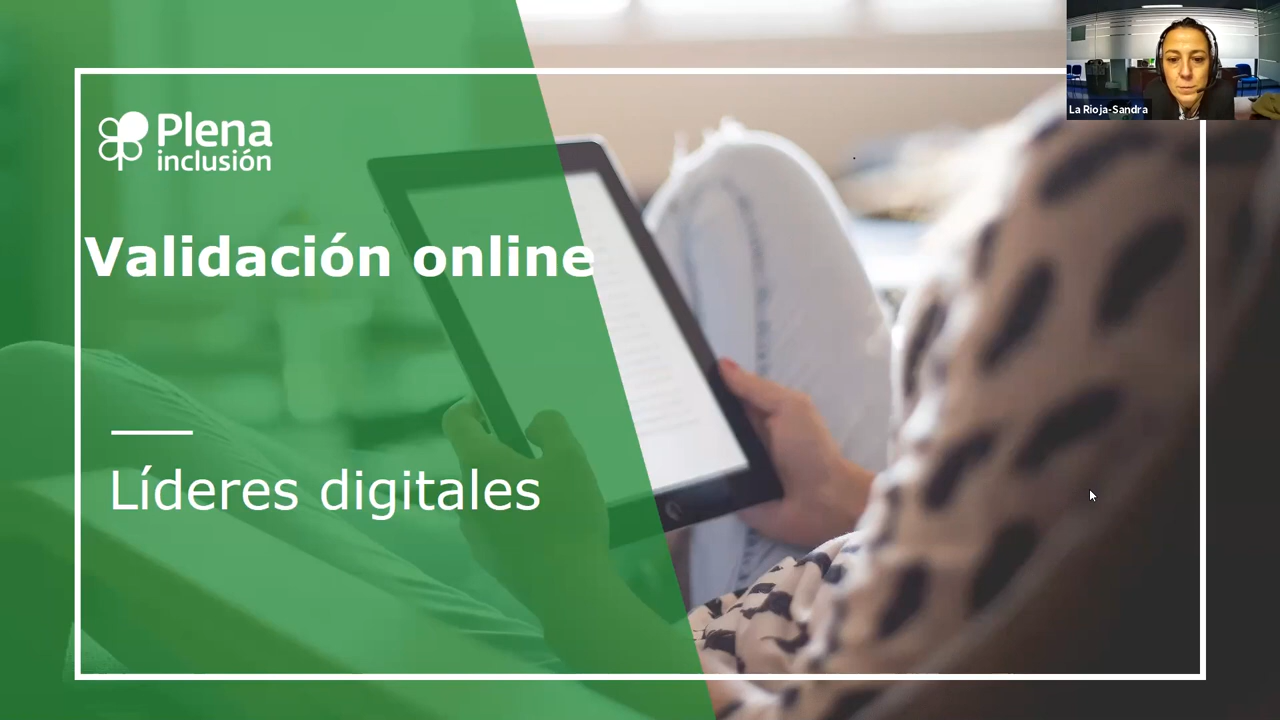 Plena
inclusión
La Rioja-Sandra
Validación online
Líderes digitales